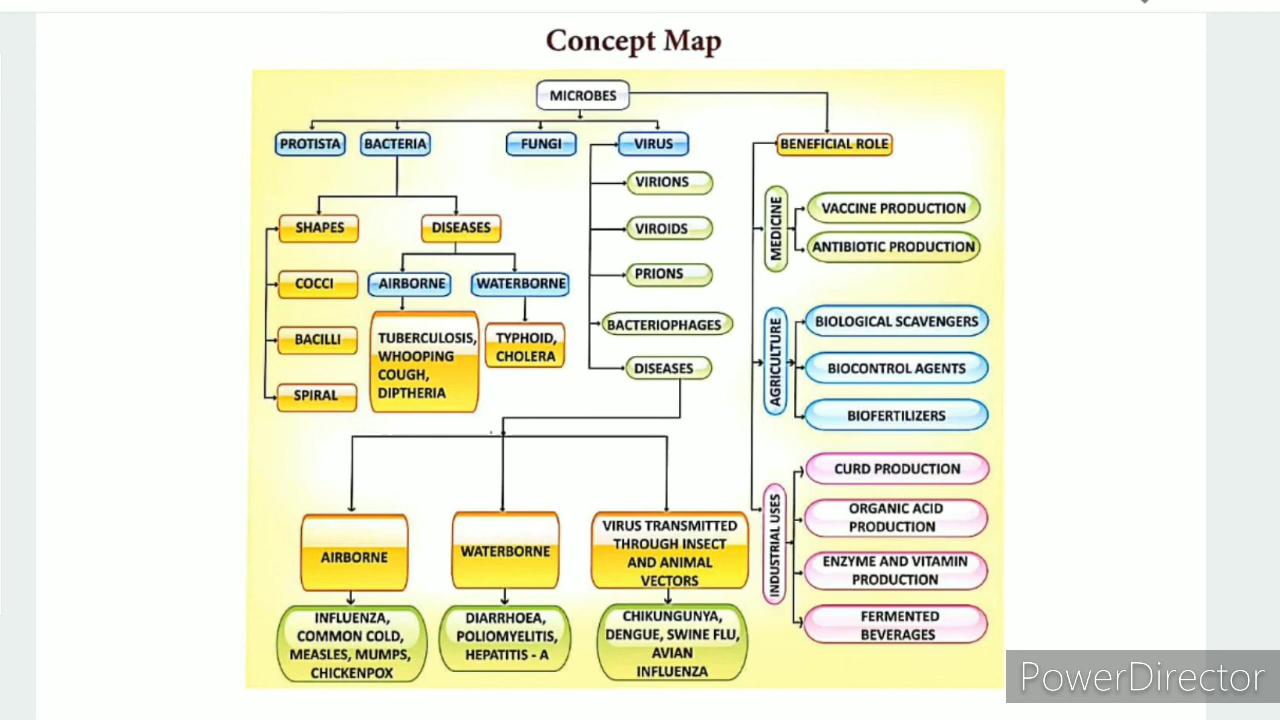 Concept Map
MICROBES
PROTISTA
BACTERIA
FUNGI
VIRUS
BENEFICIAL ROLE
SHAPES
COCCI
BACILLI
SPIRAL
DISEASES
AIRBORNE
TUBERCULOSIS,
WHOOPING
COUGH,
DIPTHERIA
WATERBORNE
TYPHOID,
CHOLERA
VIRIONS
VIROIDS
PRIONS
BACTERIOPHAGES
DISEASES
AIRBORNE
INFLUENZA,
COMMON COLD,
MEASLES, MUMPS,
CHICKENPOX
WATERBORNE
DIARRHOEA,
POLIOMYELITIS,
HEPATITIS - A
VIRUS TRANSMITTED
THROUGH INSECT
AND ANIMAL
VECTORS
CHIKUNGUNYA,
DENGUE, SWINE FLU,
AVIAN
INFLUENZA
MEDICINE
VACCINE PRODUCTION
ANTIBIOTIC PRODUCTION
AGRICULTURE
BIOLOGICAL SCAVENGERS
BIOCONTROL AGENTS
BIOFERTILIZERS
INDUSTRIAL USES
CURD PRODUCTION
ORGANIC ACID
PRODUCTION
ENZYME AND VITAMIN
PRODUCTION
FERMENTED
BEVERAGES
PowerDirector